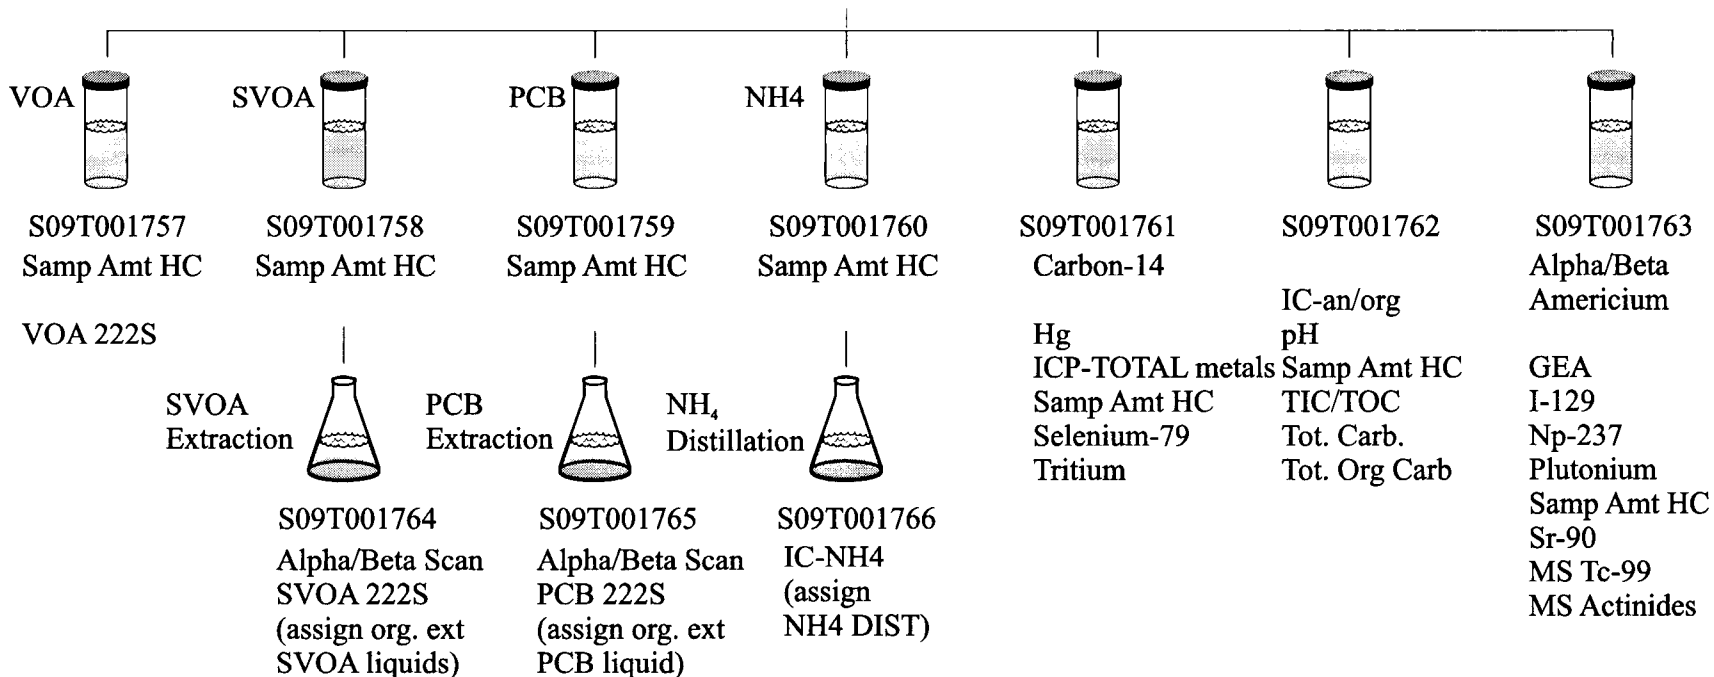 VOA
SVOA
PCB
NH4
S09T001757
Samp Amt HC
VOA 222S
S09T001758
Samp Amt HC
S09T001759
Samp Amt HC
S09T001760
Samp Amt HC
S09T001761
Carbon-14
Hg
ICP-TOTAL metals
Samp Amt HC
Selenium-79
Tritium
S09T001762
IC-an/org
pH
Samp Amt HC
TIC/TOC
Tot. Carb.
Tot. Org Carb
S09T001763
Alpha/Beta
Americium
GEA
I-129
Np-237
Plutonium
Samp Amt HC
Sr-90
MS Tc-99
MS Actinides
SVOA
Extraction
S09T001764
Alpha/Beta Scan
SVOA 222S
(assign org. ext
SVOA liquids)
PCB
Extraction
S09T001765
Alpha/Beta Scan
PCB 222S
(assign org. ext
PCB liquid)
NH₄
Distillation
S09T001766
IC-NH4
(assign
NH4 DIST)